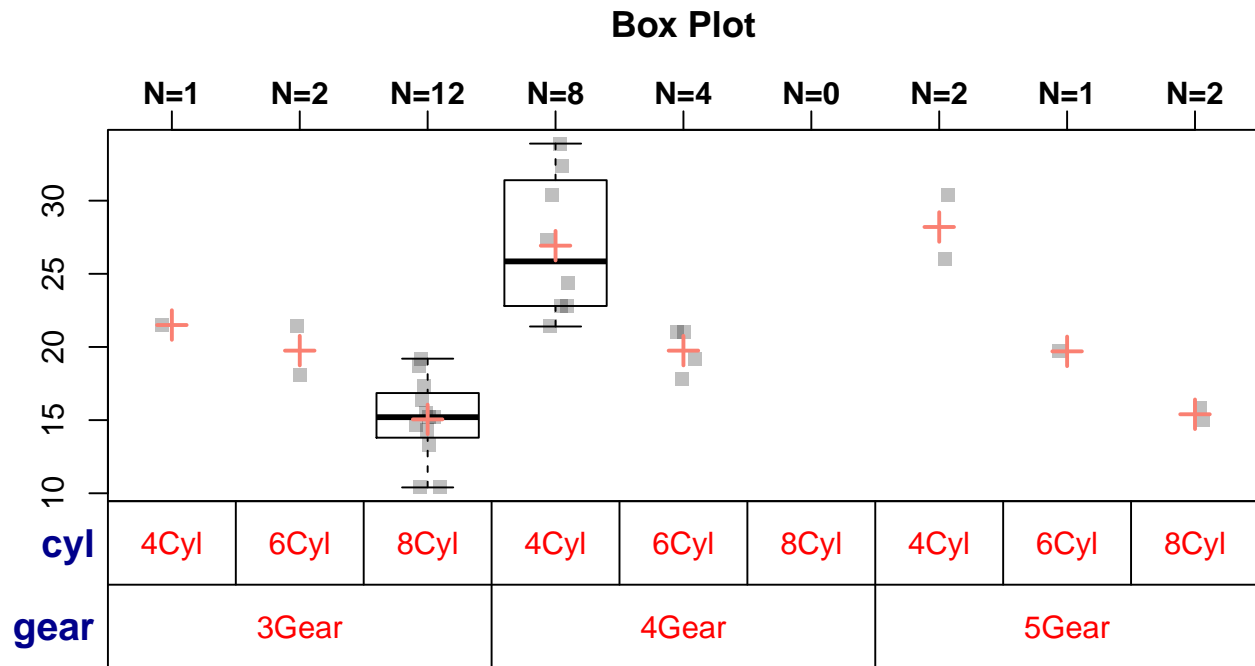 Box Plot
N=1 N=2 N=12 N=8 N=4 N=0 N=2 N=1 N=2
30
25
20
15
10
cyl 4Cyl 6Cyl 8Cyl 4Cyl 6Cyl 8Cyl 4Cyl 6Cyl 8Cyl
gear 3Gear 4Gear 5Gear